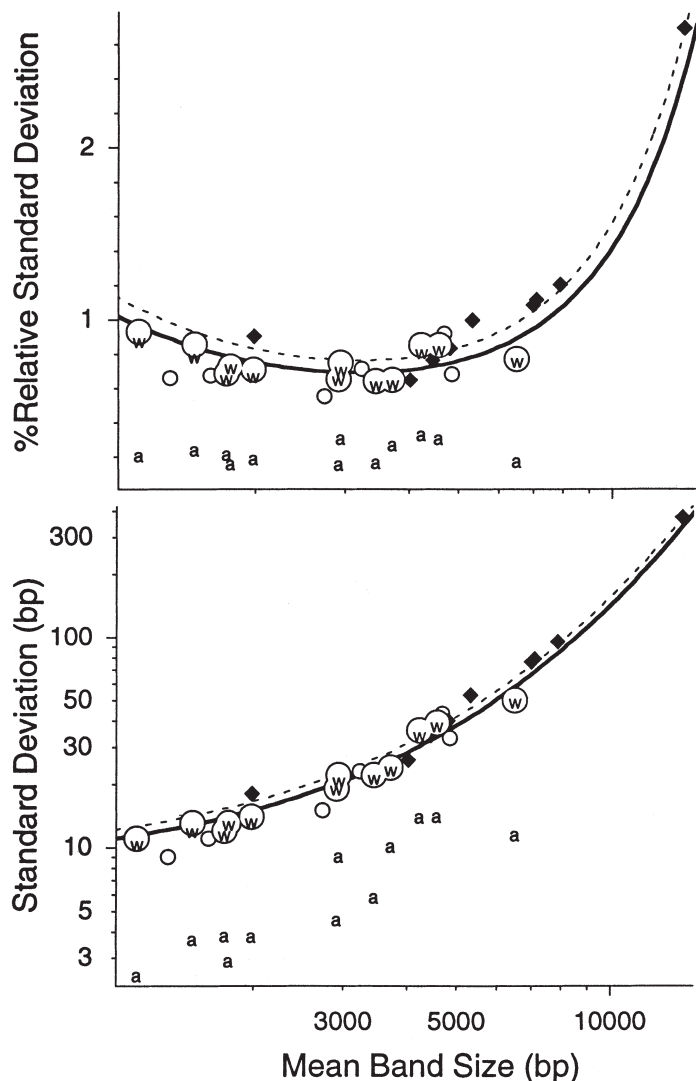 %Relative Standard Deviation
2
1
w w w w w w w w w w w w w
a a a a a a a a a a a a a
Standard Deviation (bp)
300
100
50
30
10
5
3
w w w w w w w w w w w w
a a a a a a a a a a a a
3000 5000 10000
Mean Band Size (bp)